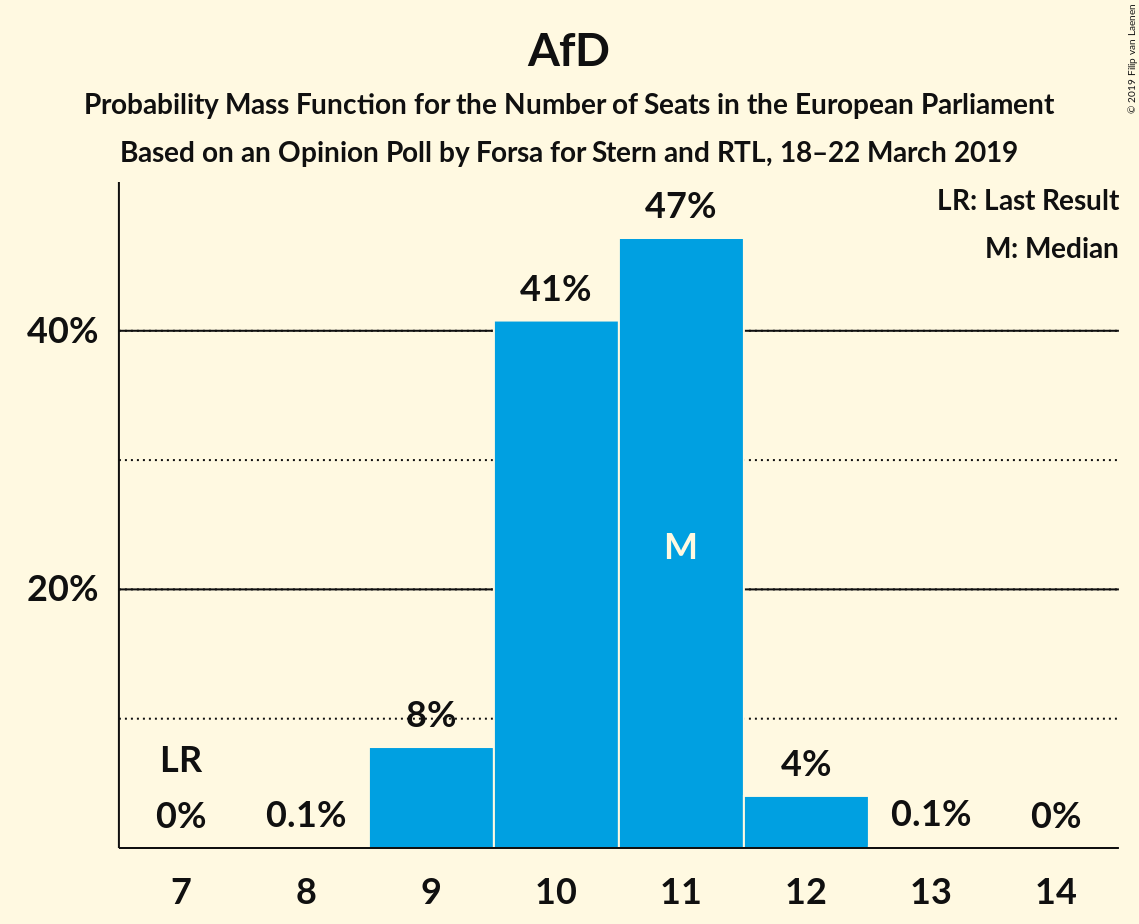 AfD
Probability Mass Function for the Number of Seats in the European Parliament
Based on an Opinion Poll by Forsa for Stern and RTL, 18–22 March 2019
© 2019 Filip van Laenen
LR: Last Result
M: Median
47%
41%
40%
M
20%
8%
LR
4%
0%
0.1%
0.1%
0%
7 8 9 10 11 12 13 14